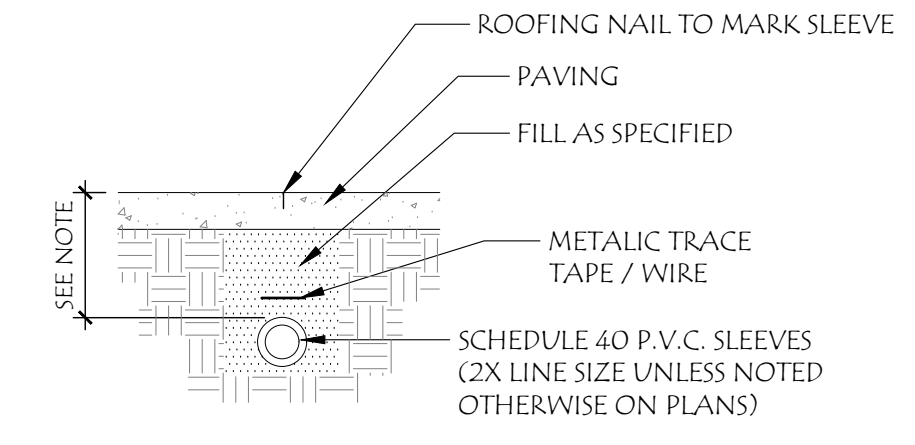 ROOFING NAIL TO MARK SLEEVE
PAVING
FILL AS SPECIFIED
SEE NOTE
METALIC TRACE
TAPE / WIRE
SCHEDULE 40 P.V.C. SLEEVES
(2X LINE SIZE UNLESS NOTED
OTHERWISE ON PLANS)